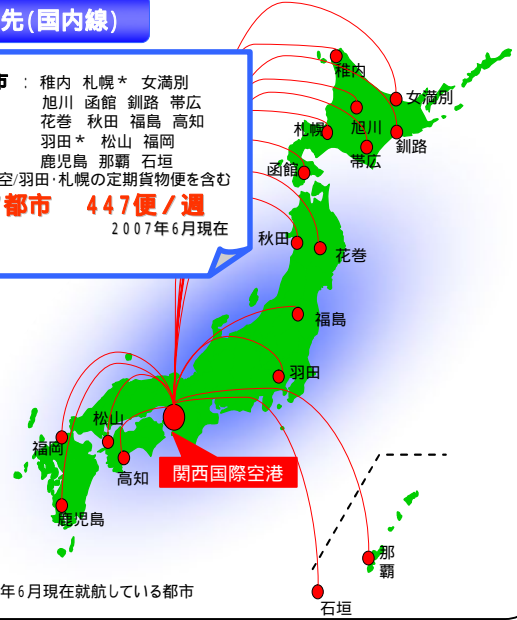 先(国内線)
市 : 稚内 札幌* 女満別
旭川 函館 釧路 帯広
花巻 秋田 福島 高知
羽田* 松山 福岡
鹿児島 那覇 石垣
空/羽田・札幌の定期貨物便を含む
都市 447便/週
2007年6月現在
稚内
女満別
札幌
旭川
釧路
帯広
函館
秋田
花巻
福島
羽田
松山
福岡
高知
関西国際空港
鹿児島
那
覇
年6月現在就航している都市
石垣